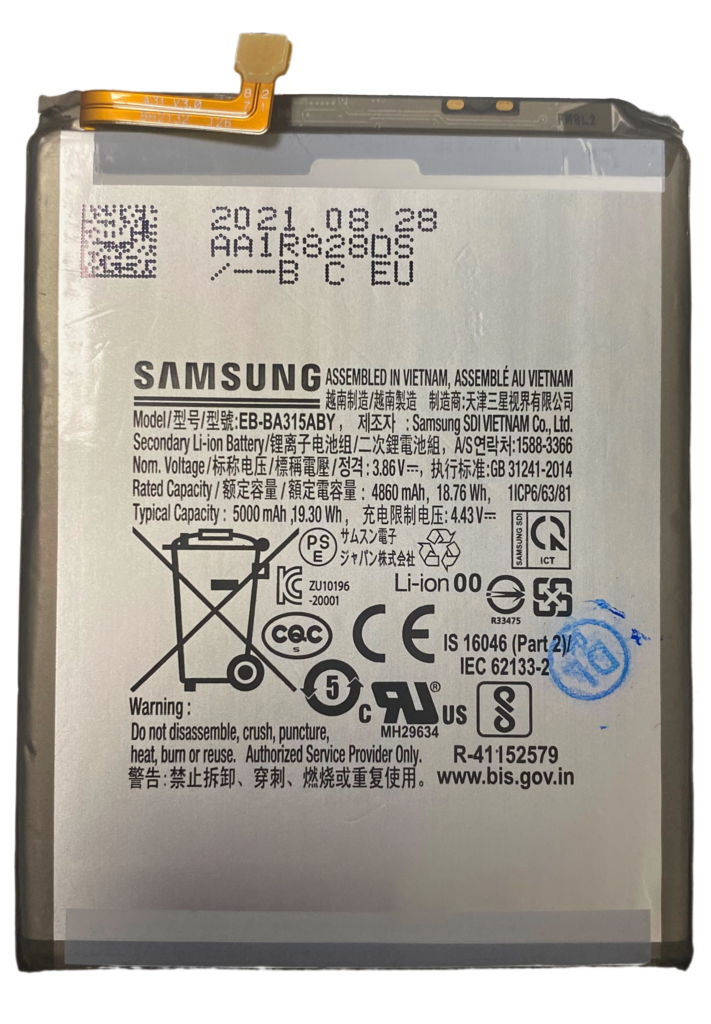 A.U V1.0
8 2
7 1
2021.08.28
AA1R828DS
/--B C EU
SAMSUNG ASSEMBLED IN VIETNAM, ASSEMBLÉ AU VIETNAM
越南制造/越南製造 制造商:天津三星视界有限公司
Model/型号/型號:EB-BA315ABY , 제조자 : Samsung SDI VIETNAM Co., Ltd.
Secondary Li-ion Battery/锂离子电池组/二次鋰電池組, A/S연락처:1588-3366
Nom. Voltage/标称电压/標稱電壓/정격: 3.86V⎓, 执行标准:GB 31241-2014
Rated Capacity / 额定容量 / 額定電容量 : 4860 mAh, 18.76 Wh, 1ICP6/63/81
Typical Capacity : 5000 mAh ,19.30 Wh , 充电限制电压: 4.43V⎓
PSE サムスン電子
ジャパン株式会社
SAMSUNG SDI
ICT
ZU10196
-20001
Li-ion 00
R33475
CQC
S
CE
IS 16046 (Part 2)/
IEC 62133-2
5
c RU® US
MH29634
Warning :
Do not disassemble, crush, puncture,
heat, burn or reuse. Authorized Service Provider Only.
警告:禁止拆卸、穿刺、燃烧或重复使用。
R-41152579
www.bis.gov.in